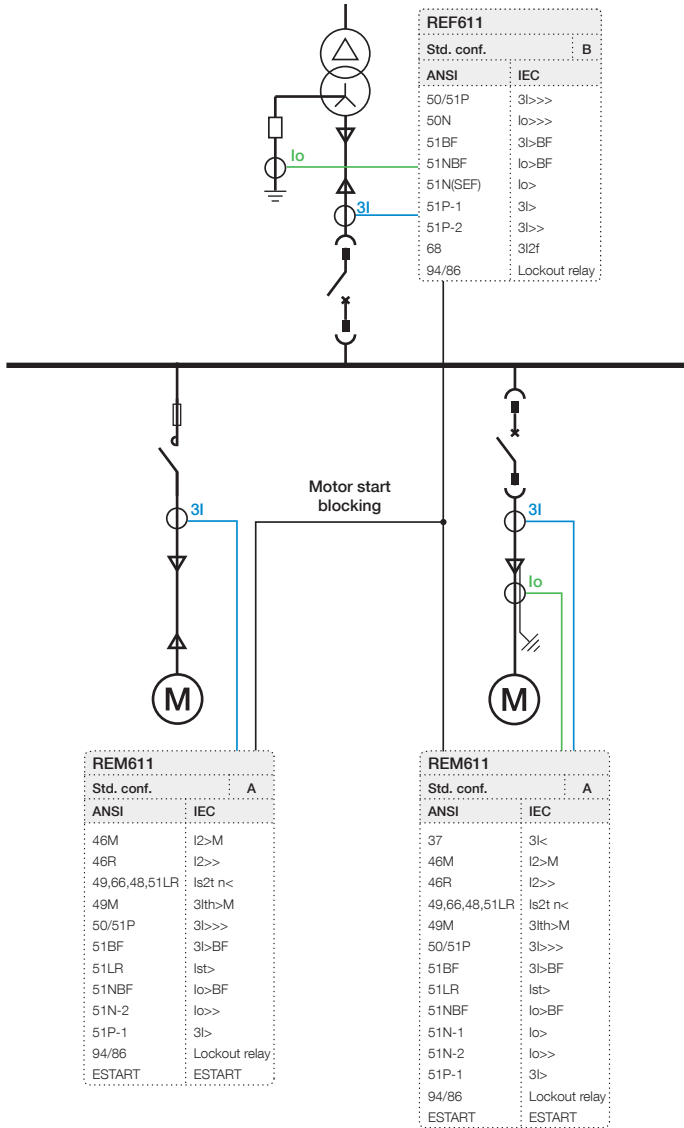 REF611
Std. conf. B
ANSI IEC
50/51P 3I>>>
50N Io>>>
51BF 3I>BF
51NBF Io>BF
51N(SEF) Io>
51P-1 3I>
51P-2 3I>>
68 3I2f
94/86 Lockout relay
Io
3I
Motor start
blocking
3I
3I
Io
M
M
REM611
Std. conf. A
ANSI IEC
46M I2>M
46R I2>>
49,66,48,51LR Is2t n<
49M 3Ith>M
50/51P 3I>>>
51BF 3I>BF
51LR Ist>
51NBF Io>BF
51N-2 Io>>
51P-1 3I>
94/86 Lockout relay
ESTART ESTART
REM611
Std. conf. A
ANSI IEC
37 3I<
46M I2>M
46R I2>>
49,66,48,51LR Is2t n<
49M 3Ith>M
50/51P 3I>>>
51BF 3I>BF
51LR Ist>
51NBF Io>BF
51N-1 Io>
51N-2 Io>>
51P-1 3I>
94/86 Lockout relay
ESTART ESTART